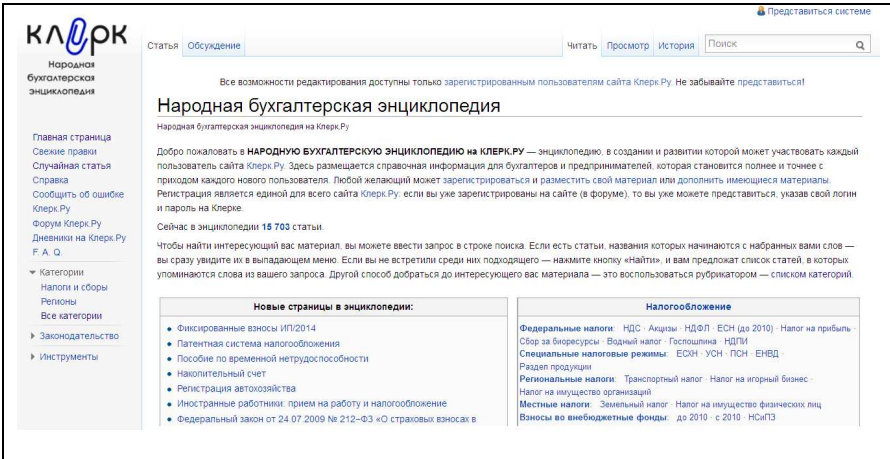 Представиться системе
КЛЕРК
Народная
бухгалтерская
энциклопедия
Статья Обсуждение
Читать Просмотр История Поиск
Все возможности редактирования доступны только зарегистрированным пользователям сайта Клерк.Ру. Не забывайте представиться!
Народная бухгалтерская энциклопедия
Народная бухгалтерская энциклопедия на Клерк.Ру
Добро пожаловать в НАРОДНУЮ БУХГАЛТЕРСКУЮ ЭНЦИКЛОПЕДИЮ на КЛЕРК.РУ — энциклопедию, в создании и развитии которой может участвовать каждый
пользователь сайта Клерк.Ру. Здесь размещается справочная информация для бухгалтеров и предпринимателей, которая становится полнее и точнее с
приходом каждого нового пользователя. Любой желающий может зарегистрироваться и разместить свой материал или дополнить имеющиеся материалы.
Регистрация является единой для всего сайта Клерк.Ру: если вы уже зарегистрированы на сайте (в форуме), то вы уже можете представиться, указав свой логин
и пароль на Клерке.
Сейчас в энциклопедии 15 703 статьи.
Чтобы найти интересующий вас материал, вы можете ввести запрос в строке поиска. Если есть статьи, названия которых начинаются с набранных вами слов —
вы сразу увидите их в выпадающем меню. Если вы не встретили среди них подходящего — нажмите кнопку «Найти», и вам предложат список статей, в которых
упоминаются слова из вашего запроса. Другой способ добраться до интересующего вас материала — это воспользоваться рубрикатором — списком категорий.
Главная страница
Свежие правки
Случайная статья
Справка
Сообщить об ошибке
Клерк.Ру
Форум Клерк.Ру
Дневники на Клерк.Ру
F. A. Q.
Категории
Налоги и сборы
Регионы
Все категории
Законодательство
Инструменты
Новые страницы в энциклопедии:
Фиксированные взносы ИП/2014
Патентная система налогообложения
Пособие по временной нетрудоспособности
Накопительный счет
Регистрация автохозяйства
Иностранные работники: прием на работу и налогообложение
Федеральный закон от 24.07.2009 № 212–ФЗ «О страховых взносах в
Налогообложение
Федеральные налоги: НДС · Акцизы · НДФЛ · ЕСН (до 2010) · Налог на прибыль ·
Сбор за биоресурсы · Водный налог · Госпошлина · НДПИ
Специальные налоговые режимы: ЕСХН · УСН · ПСН · ЕНВД ·
Раздел продукции
Региональные налоги: Транспортный налог · Налог на игорный бизнес ·
Налог на имущество организаций
Местные налоги: Земельный налог · Налог на имущество физических лиц
Взносы во внебюджетные фонды: до 2010 · с 2010 · НСиПЗ